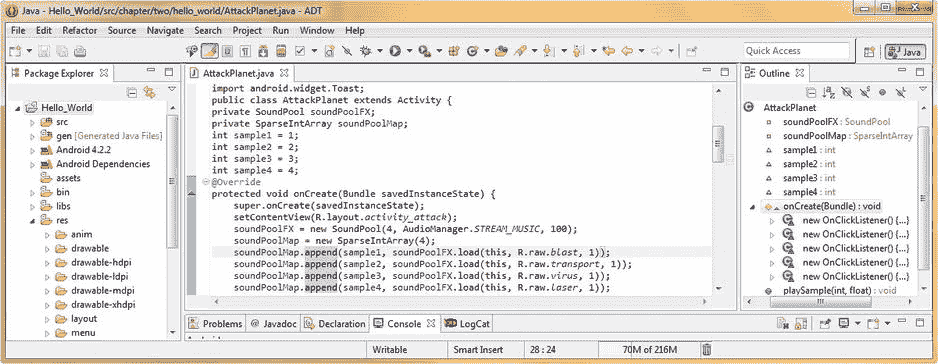 Java - Hello_World/src/chapter/two/hello_world/AttackPlanet.java - ADT
File Edit Refactor Source Navigate Search Project Run Window Help
Quick Access
Java
Package Explorer
Hello_World
src
gen [Generated Java Files]
Android 4.2.2
Android Dependencies
assets
bin
libs
res
anim
drawable
drawable-hdpi
drawable-ldpi
drawable-mdpi
drawable-xhdpi
layout
menu
AttackPlanet.java
import android.widget.Toast;
public class AttackPlanet extends Activity {
private SoundPool soundPoolFX;
private SparseIntArray soundPoolMap;
int sample1 = 1;
int sample2 = 2;
int sample3 = 3;
int sample4 = 4;
@Override
protected void onCreate(Bundle savedInstanceState) {
super.onCreate(savedInstanceState);
setContentView(R.layout.activity_attack);
soundPoolFX = new SoundPool(4, AudioManager.STREAM_MUSIC, 100);
soundPoolMap = new SparseIntArray(4);
soundPoolMap.append(sample1, soundPoolFX.load(this, R.raw.blast, 1));
soundPoolMap.append(sample2, soundPoolFX.load(this, R.raw.transport, 1));
soundPoolMap.append(sample3, soundPoolFX.load(this, R.raw.virus, 1));
soundPoolMap.append(sample4, soundPoolFX.load(this, R.raw.laser, 1));
Outline
AttackPlanet
soundPoolFX : SoundPool
soundPoolMap : SparseIntArray
sample1 : int
sample2 : int
sample3 : int
sample4 : int
onCreate(Bundle) : void
new OnClickListener() {...}
new OnClickListener() {...}
new OnClickListener() {...}
new OnClickListener() {...}
playSample(int, float) : void
Problems @ Javadoc Declaration Console LogCat
Writable Smart Insert 28 : 24 70M of 216M